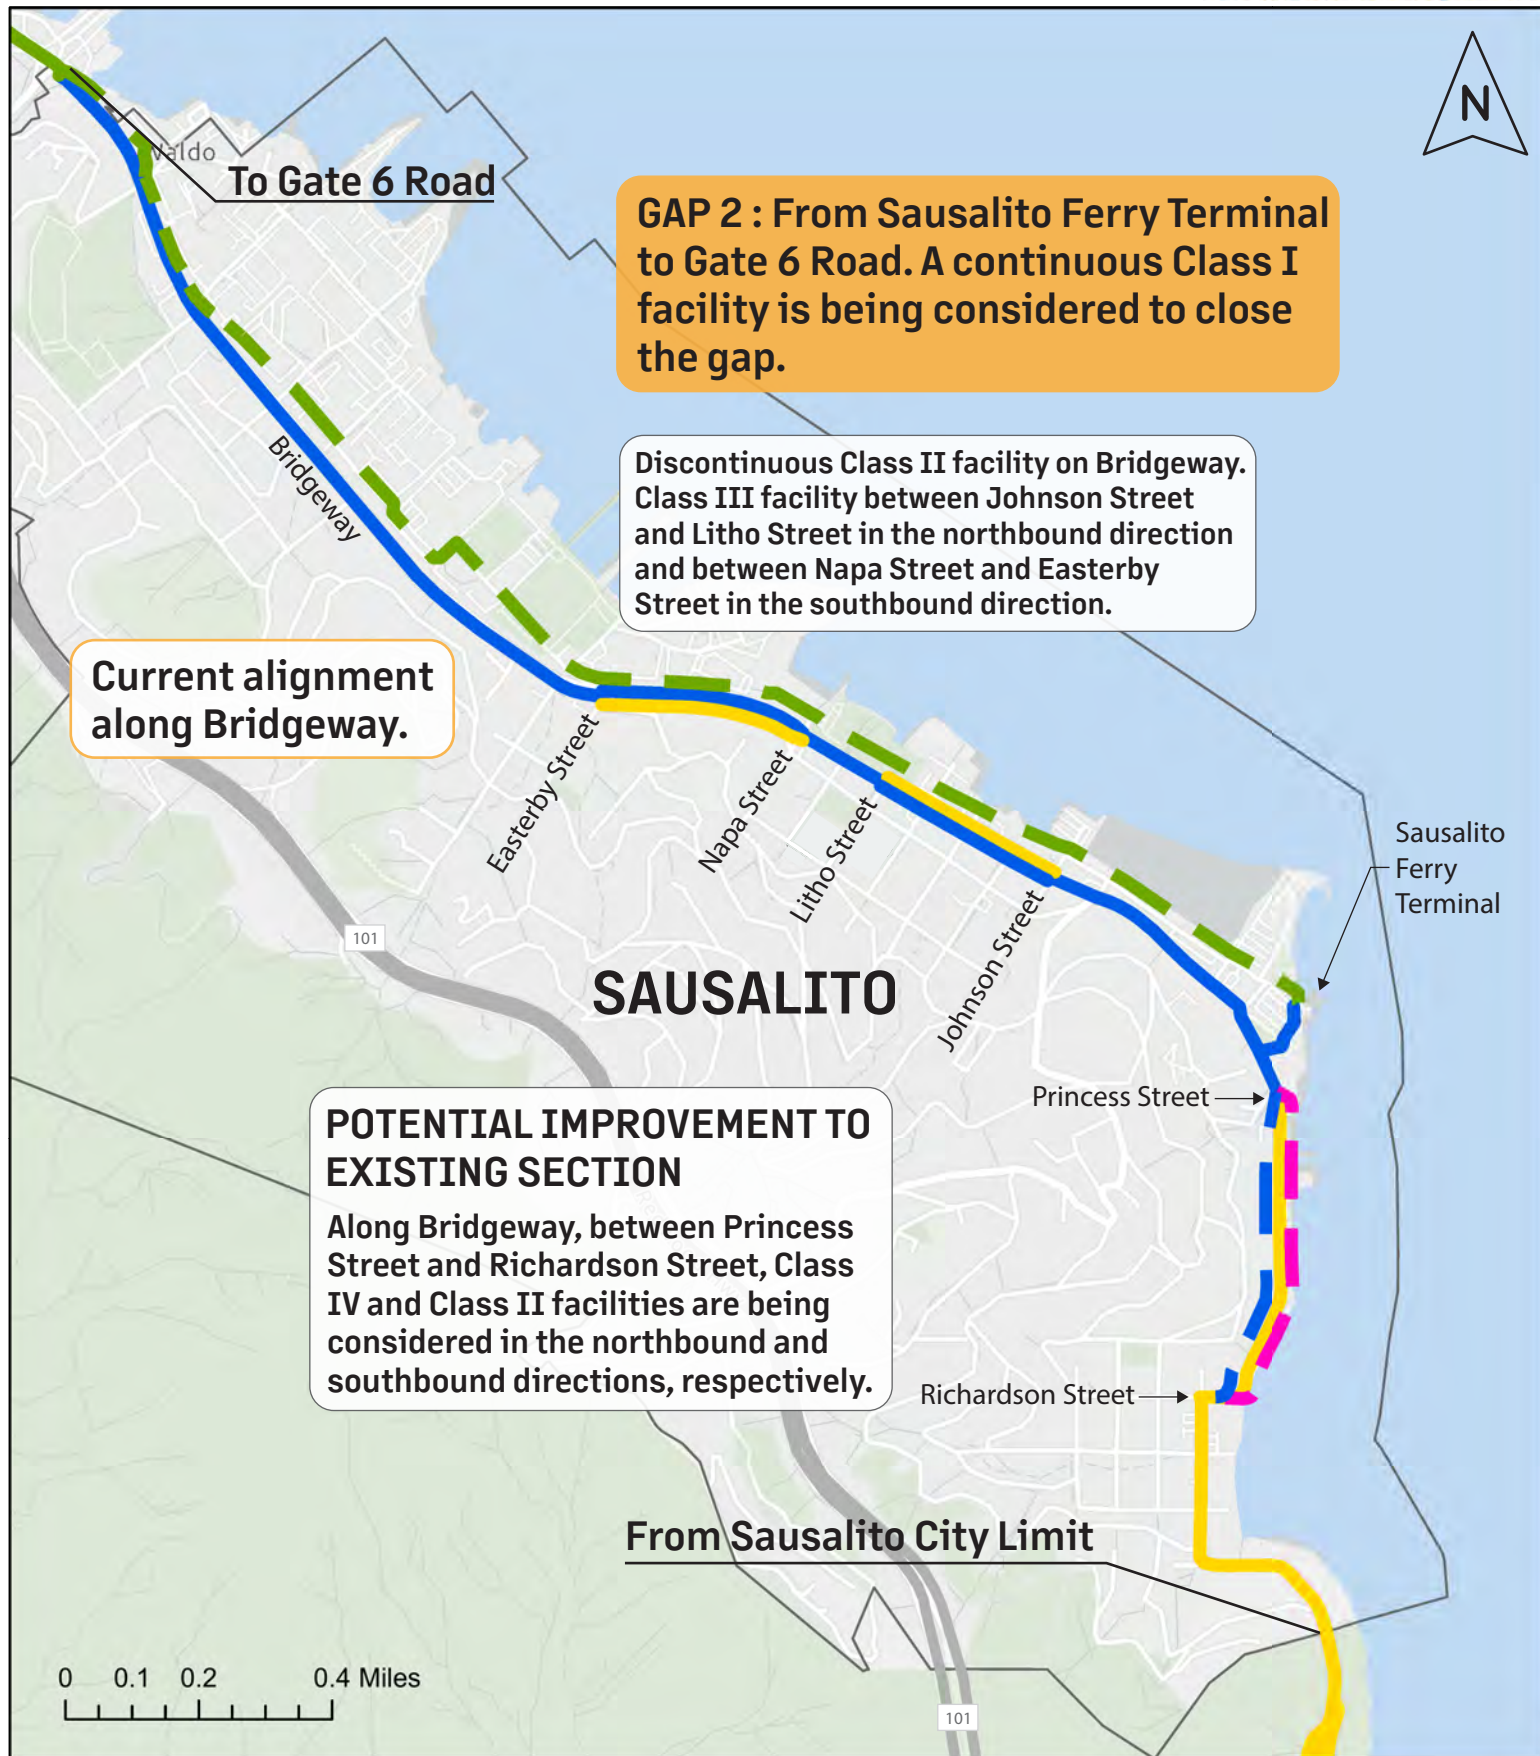 N
Valdo
To Gate 6 Road
GAP 2 : From Sausalito Ferry Terminal
to Gate 6 Road. A continuous Class I
facility is being considered to close
the gap.
Discontinuous Class II facility on Bridgeway.
Class III facility between Johnson Street
and Litho Street in the northbound direction
and between Napa Street and Easterby
Street in the southbound direction.
Bridgeway
Current alignment
along Bridgeway.
Easterby Street
Napa Street
Litho Street
Johnson Street
Sausalito
Ferry
Terminal
101
SAUSALITO
Princess Street
POTENTIAL IMPROVEMENT TO
EXISTING SECTION
Along Bridgeway, between Princess
Street and Richardson Street, Class
IV and Class II facilities are being
considered in the northbound and
southbound directions, respectively.
Richardson Street
From Sausalito City Limit
0 0.1 0.2 0.4 Miles
101